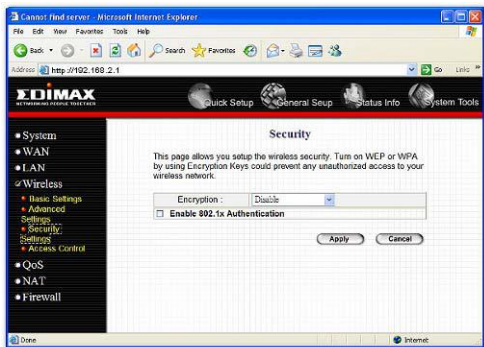 Cannot find server - Microsoft Internet Explorer
File Edit View Favorites Tools Help
Back Search Favorites
Address http://192.168.2.1 Go Links »
EDIMAX
NETWORKING PEOPLE TOGETHER
Quick Setup General Seup Status Info System Tools
System
WAN
LAN
Wireless
Basic Settings
Advanced
Settings
Security
Settings
Access Control
QoS
NAT
Firewall
Security
This page allows you setup the wireless security. Turn on WEP or WPA
by using Encryption Keys could prevent any unauthorized access to your
wireless network.
Encryption : Disable
Enable 802.1x Authentication
Apply Cancel
Done Internet